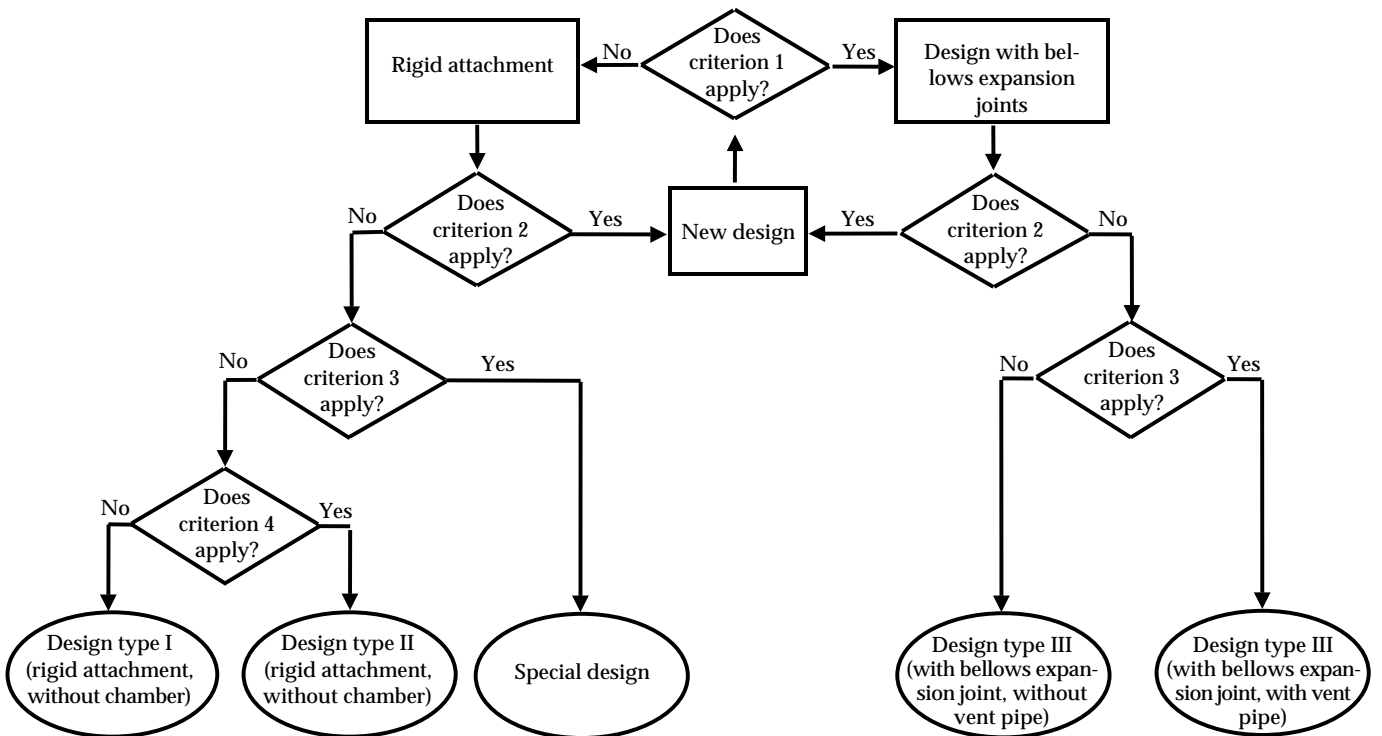 Rigid attachment
No
Does
criterion 1
apply?
Yes
Design with bel-
lows expansion
joints
No
Does
criterion 2
apply?
Yes
New design
Yes
Does
criterion 2
apply?
No
No
Does
criterion 3
apply?
Yes
No
Does
criterion 3
apply?
Yes
No
Does
criterion 4
apply?
Yes
Design type I
(rigid attachment,
without chamber)
Design type II
(rigid attachment,
without chamber)
Special design
Design type III
(with bellows expan-
sion joint, without
vent pipe)
Design type III
(with bellows expan-
sion joint, with vent
pipe)